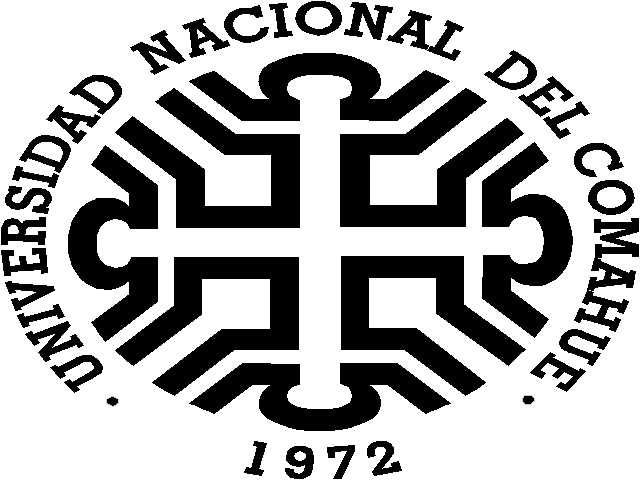 · UNIVERSIDAD NACIONAL DEL COMAHUE ·
1972